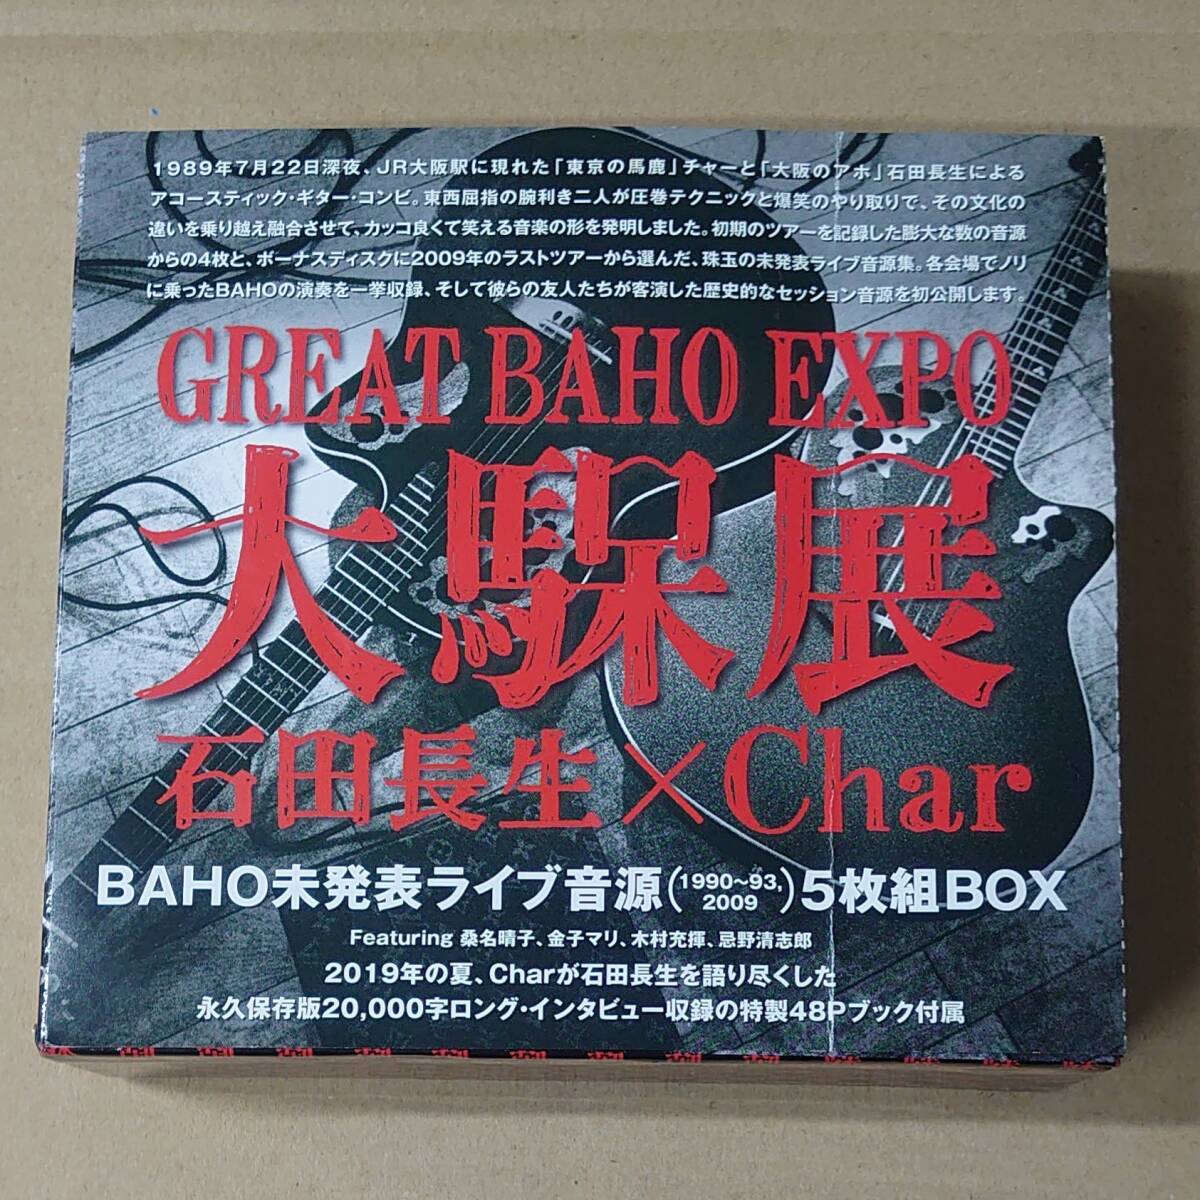 1989年7月22日深夜、JR大阪駅に現れた「東京の馬鹿」チャーと「大阪のアホ」石田長生による
アコースティック・ギター・コンビ。東西屈指の腕利き二人が圧巻テクニックと爆笑のやり取りで、その文化の
違いを乗り越え融合させて、カッコ良くて笑える音楽の形を発明しました。初期のツアーを記録した膨大な数の音源
からの4枚と、ボーナスディスクに2009年のラストツアーから選んだ、珠玉の未発表ライブ音源集。各会場でノリ
に乗ったBAHOの演奏を一挙収録、そして彼らの友人たちが客演した歴史的なセッション音源を初公開します。
GREAT BAHO EXPO
大騍展
石田長生×Char
BAHO未発表ライブ音源(1990~93, 2009)5枚組BOX
Featuring 桑名晴子、金子マリ、木村充揮、忌野清志郎
2019年の夏、Charが石田長生を語り尽くした
永久保存版20,000字ロング・インタビュー収録の特製48Pブック付属